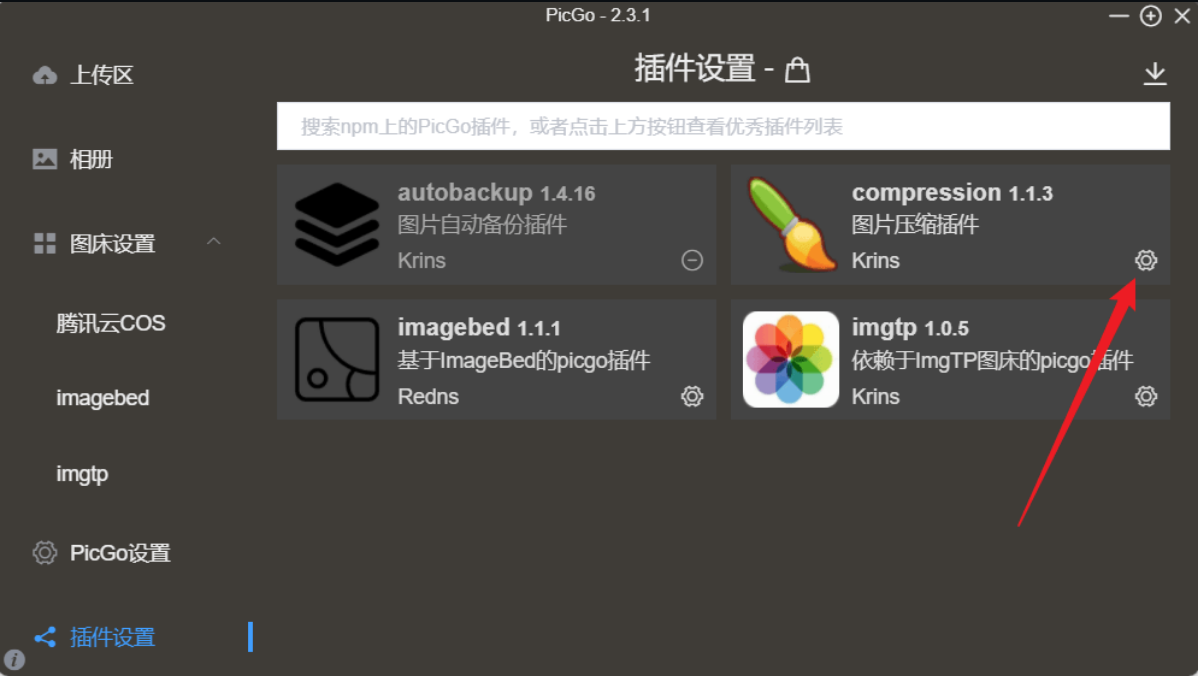 PicGo - 2.3.1
上传区
相册
图床设置
腾讯云COS
imagebed
imgtp
PicGo设置
插件设置
插件设置 -
搜索npm上的PicGo插件，或者点击上方按钮查看优秀插件列表
autobackup 1.4.16
图片自动备份插件
Krins
compression 1.1.3
图片压缩插件
Krins
imagebed 1.1.1
基于ImageBed的picgo插件
Redns
imgtp 1.0.5
依赖于ImgTP图床的picgo插件
Krins